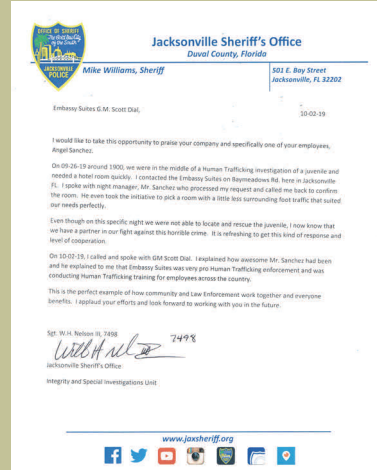 OFFICE OF SHERIFF
JACKSONVILLE
POLICE
Jacksonville Sheriff's Office
Duval County, Florida
Mike Williams, Sheriff
501 E. Bay Street
Jacksonville, FL 32202
Embassy Suites G.M. Scott Dial,
10-02-19
I would like to take this opportunity to praise your company and specifically one of your employees,
Angel Sanchez.
On 09-26-19 around 1900, we were in the middle of a Human Trafficking investigation of a juvenile and
needed a hotel room quickly. I contacted the Embassy Suites on Baymeadows Rd. here in Jacksonville
FL. I spoke with night manager, Mr. Sanchez who processed my request and called me back to confirm
the room. He even took the initiative to pick a room with a little less surrounding foot traffic that suited
our needs perfectly.
Even though on this specific night we were not able to locate and rescue the juvenile, I now know that
we have a partner in our fight against this horrible crime. It is refreshing to get this kind of response and
level of cooperation.
On 10-02-19, I called and spoke with GM Scott Dial. I explained how awesome Mr. Sanchez had been
and he explained to me that Embassy Suites was very pro Human Trafficking enforcement and was
conducting Human Trafficking training for employees across the country.
This is the perfect example of how community and Law Enforcement work together and everyone
benefits. I applaud your efforts and look forward to working with you in the future.
Sgt. W.H. Nelson III, 7498
7498
Jacksonville Sheriff's Office
Integrity and Special Investigations Unit
www.jaxsheriff.org